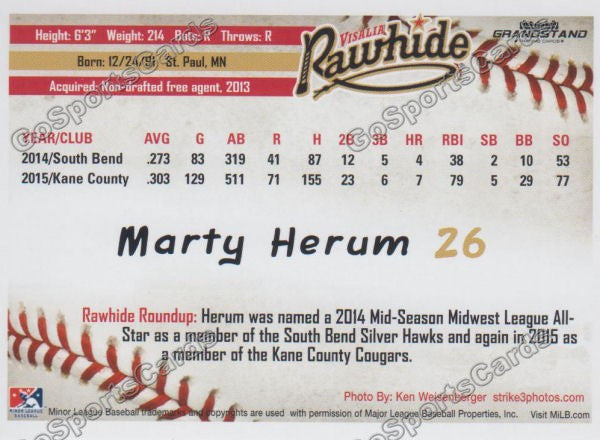 Height: 6'3" Weight: 214 Bats: R Throws: R
Born: 12/24/91 St. Paul, MN
Acquired: Non-drafted free agent, 2013
VISALIA
Rawhide
GRANDSTAND
YEAR/CLUB AVG G AB R H 2B 3B HR RBI SB BB SO
2014/South Bend .273 83 319 41 87 12 5 4 38 2 10 53
2015/Kane County .303 129 511 71 155 23 6 7 79 5 29 77
Marty Herum 26
Rawhide Roundup: Herum was named a 2014 Mid-Season Midwest League All-
Star as a member of the South Bend Silver Hawks and again in 2015 as
a member of the Kane County Cougars.
Photo By: Ken Weisenberger strike3photos.com
MINOR LEAGUE
BASEBALL
Minor League Baseball trademarks and copyrights are used with permission of Major League Baseball Properties, Inc. Visit MiLB.com
GoSportsCards